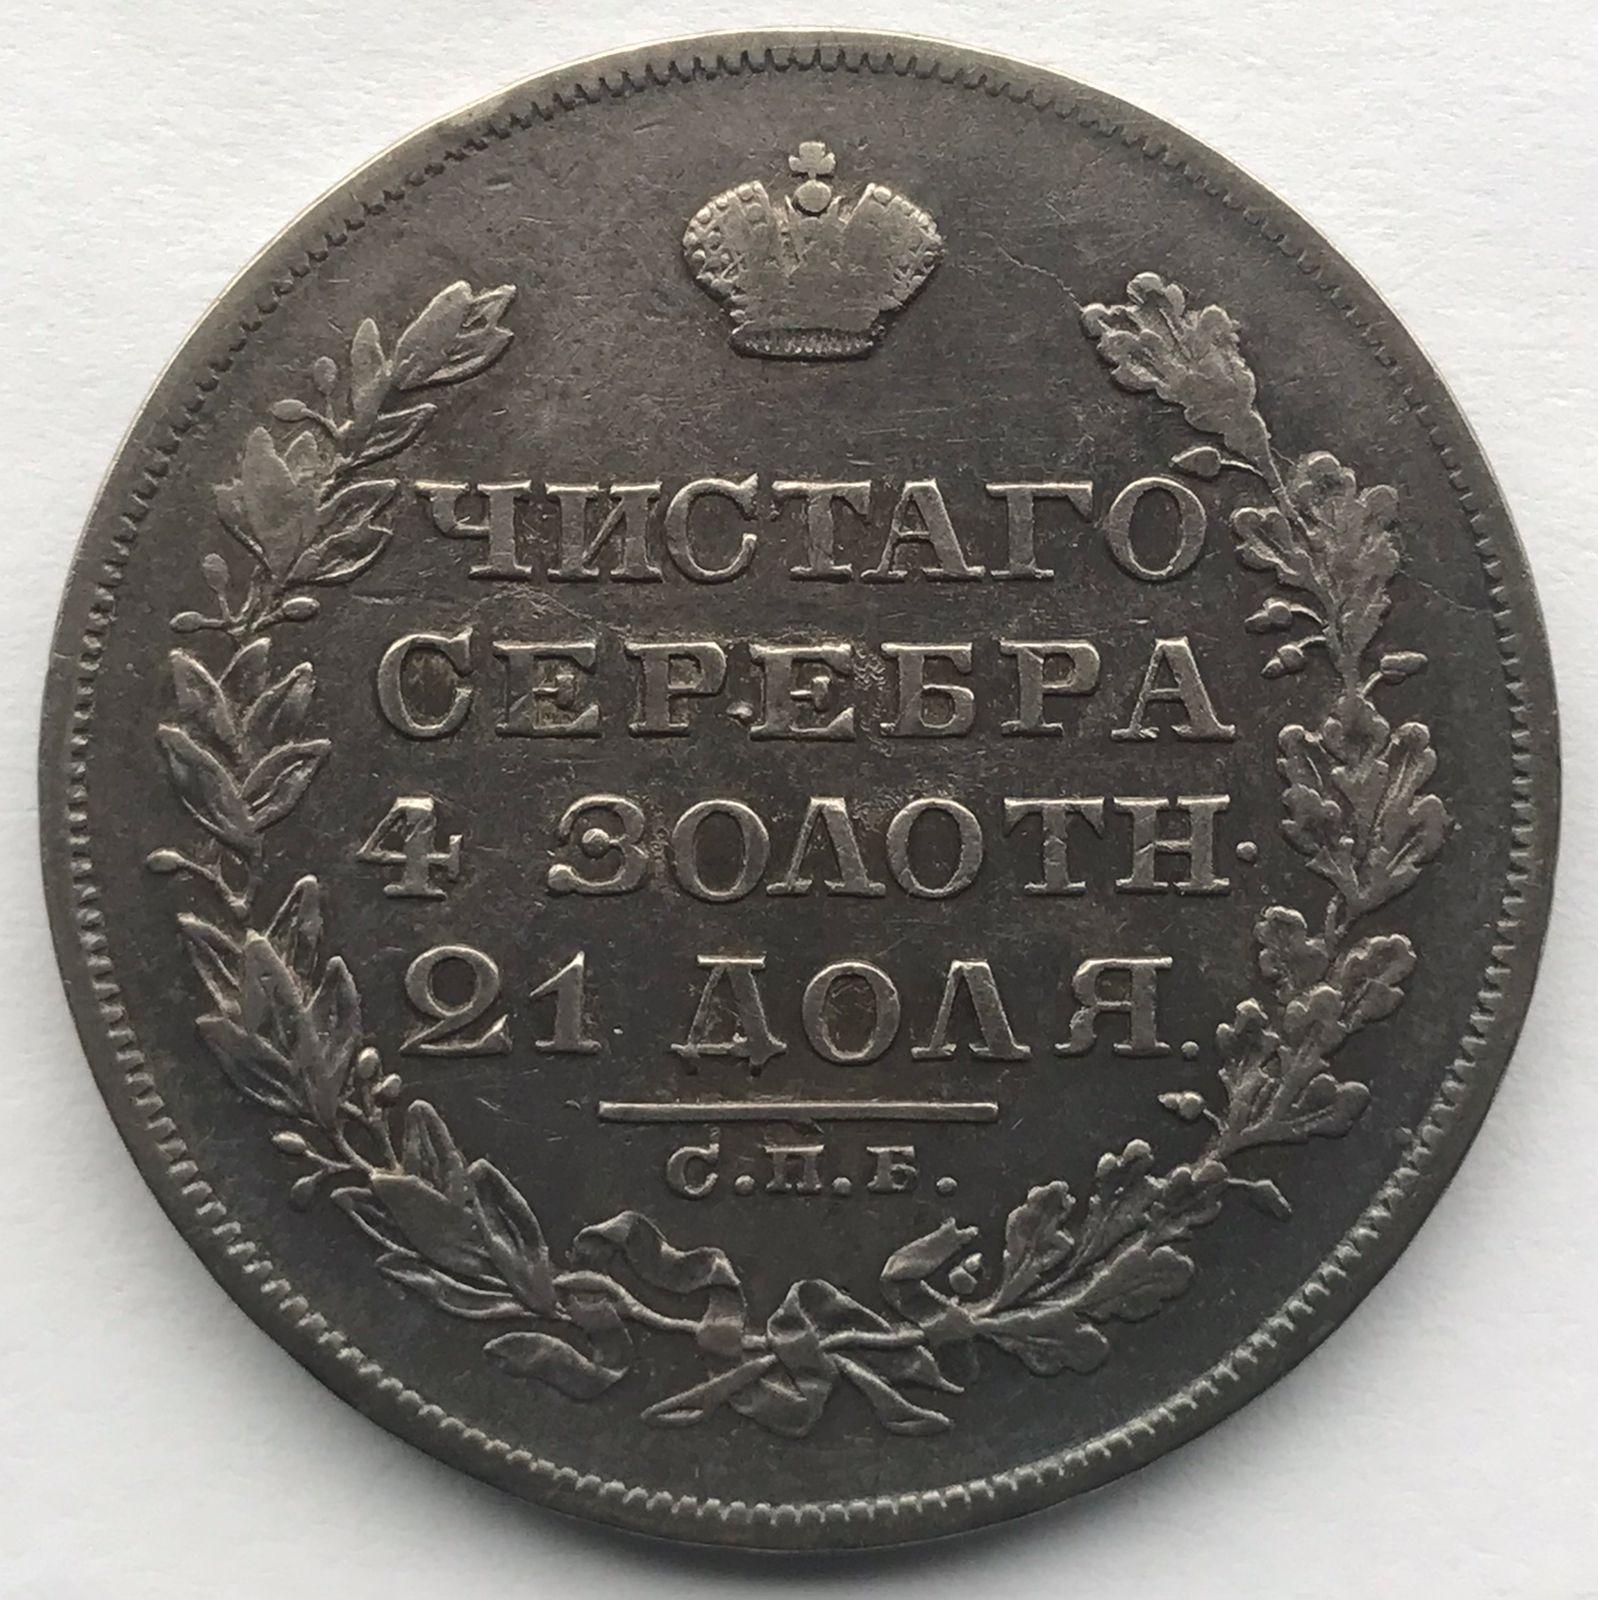 ЧИСТАГО
СЕРЕБРА
4 ЗОЛОТН.
21 ДОЛЯ.
С.П.Б.